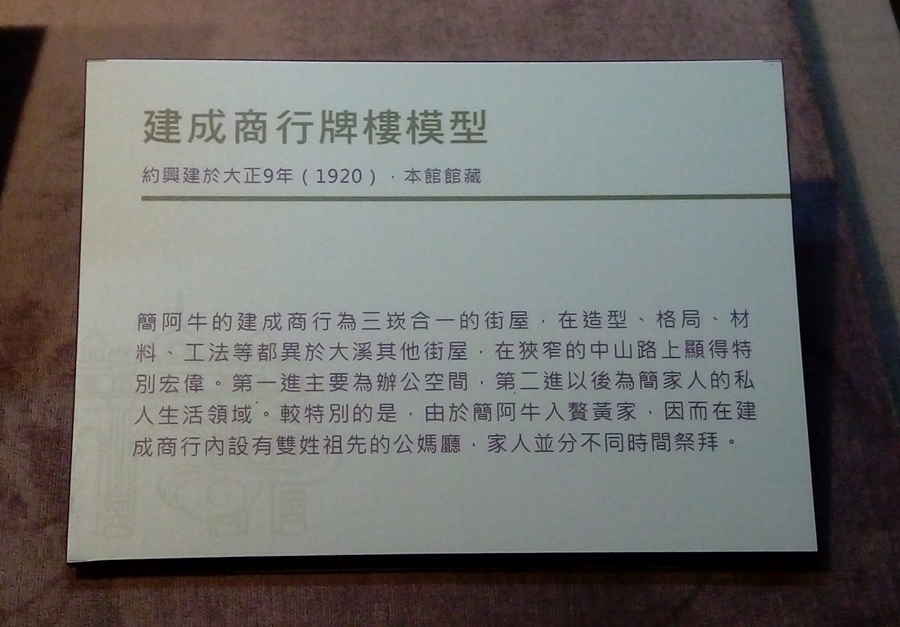 建成商行牌樓模型
約興建於大正9年（1920），本館館藏
簡阿牛的建成商行為三崁合一的街屋，在造型、格局、材
料、工法等都異於大溪其他街屋，在狹窄的中山路上顯得特
別宏偉。第一進主要為辦公空間，第二進以後為簡家人的私
人生活領域。較特別的是，由於簡阿牛入贅黃家，因而在建
成商行內設有雙姓祖先的公媽廳，家人並分不同時間祭拜。